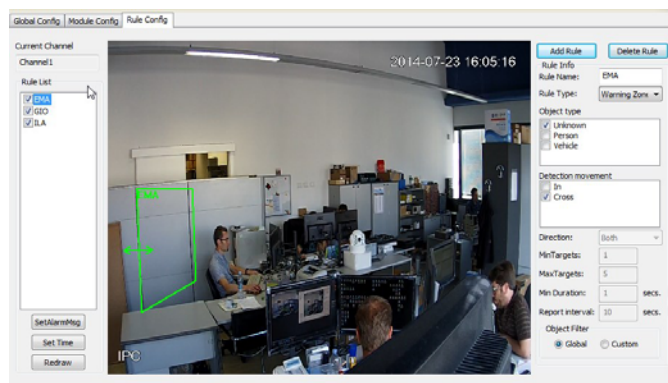 Global Config Module Config Rule Config
Current Channel
Channel1
Rule List
EMA
GIO
ILA
SetAlarmMsg
Set Time
Redraw
2014-07-23 16:05:16
EMA
IPC
Add Rule Delete Rule
Rule Info
Rule Name: EMA
Rule Type: Warning Zone
Object type
Unknown
Person
Vehicle
Detection movement
In
Cross
Direction: Both
MinTargets: 1
MaxTargets: 5
Min Duration: 1 secs.
Report interval: 10 secs.
Object Filter
Global Custom